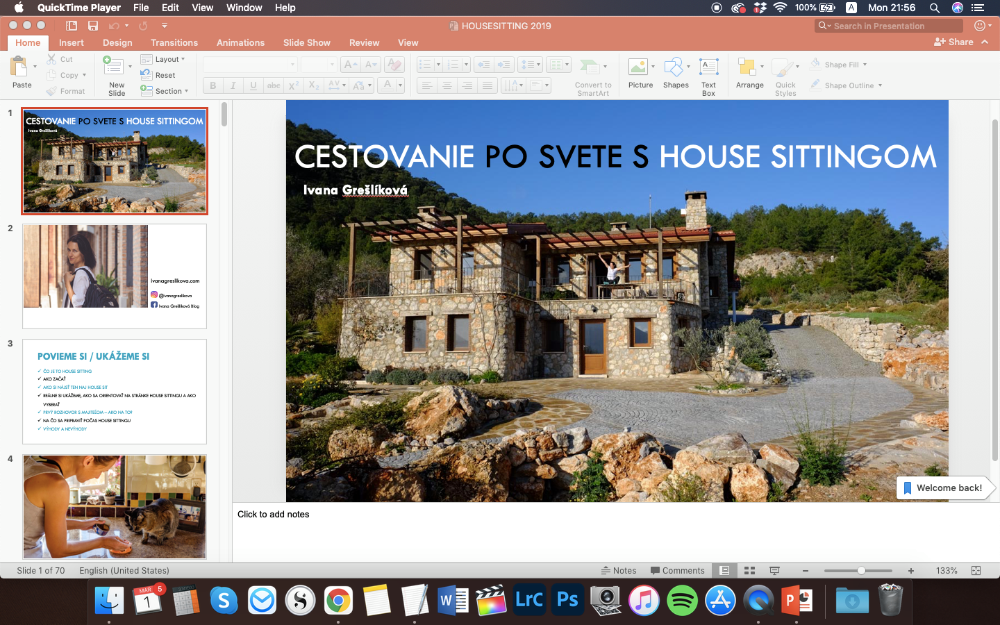 QuickTime Player File Edit View Window Help
1 100% A Mon 21:56
HOUSESITTING 2019
Search in Presentation
Home Insert Design Transitions Animations Slide Show Review View
Share
Paste
Cut
Copy
Format
New
Slide
Layout
Reset
Section
B I U abc X² X₂ AV Aa A
Convert to
SmartArt
Picture
Shapes
Text
Box
Arrange
Quick
Styles
Shape Fill
Shape Outline
1
CESTOVANIE PO SVETE S HOUSE SITTINGOM
Ivana Grešlíková
2
ivanagreslikova.com
@ivanagreslikova
Ivana Grešlíková Blog
3
POVIEME SI / UKÁŽEME SI
✓ ČO JE TO HOUSE SITTING
✓ AKO ZAČAŤ
✓ AKO SI NÁJSŤ TEN NAJ HOUSE SIT
✓ REÁLNE SI UKÁŽEME, AKO SA ORIENTOVAŤ NA STRÁNKE HOUSE SITTINGU A AKO
VYBERAŤ
✓ PRVÝ ROZHOVOR S MAJITEĽOM – AKO NA TO?
✓ NA ČO SA PRIPRAVIŤ POČAS HOUSE SITTINGU
✓ VÝHODY A NEVÝHODY
4
CESTOVANIE PO SVETE S HOUSE SITTINGOM
Ivana Grešlíková
Welcome back!
Click to add notes
Slide 1 of 70 English (United States)
Notes Comments 133%
MAR 5
1
S
W
LrC
Ps
P